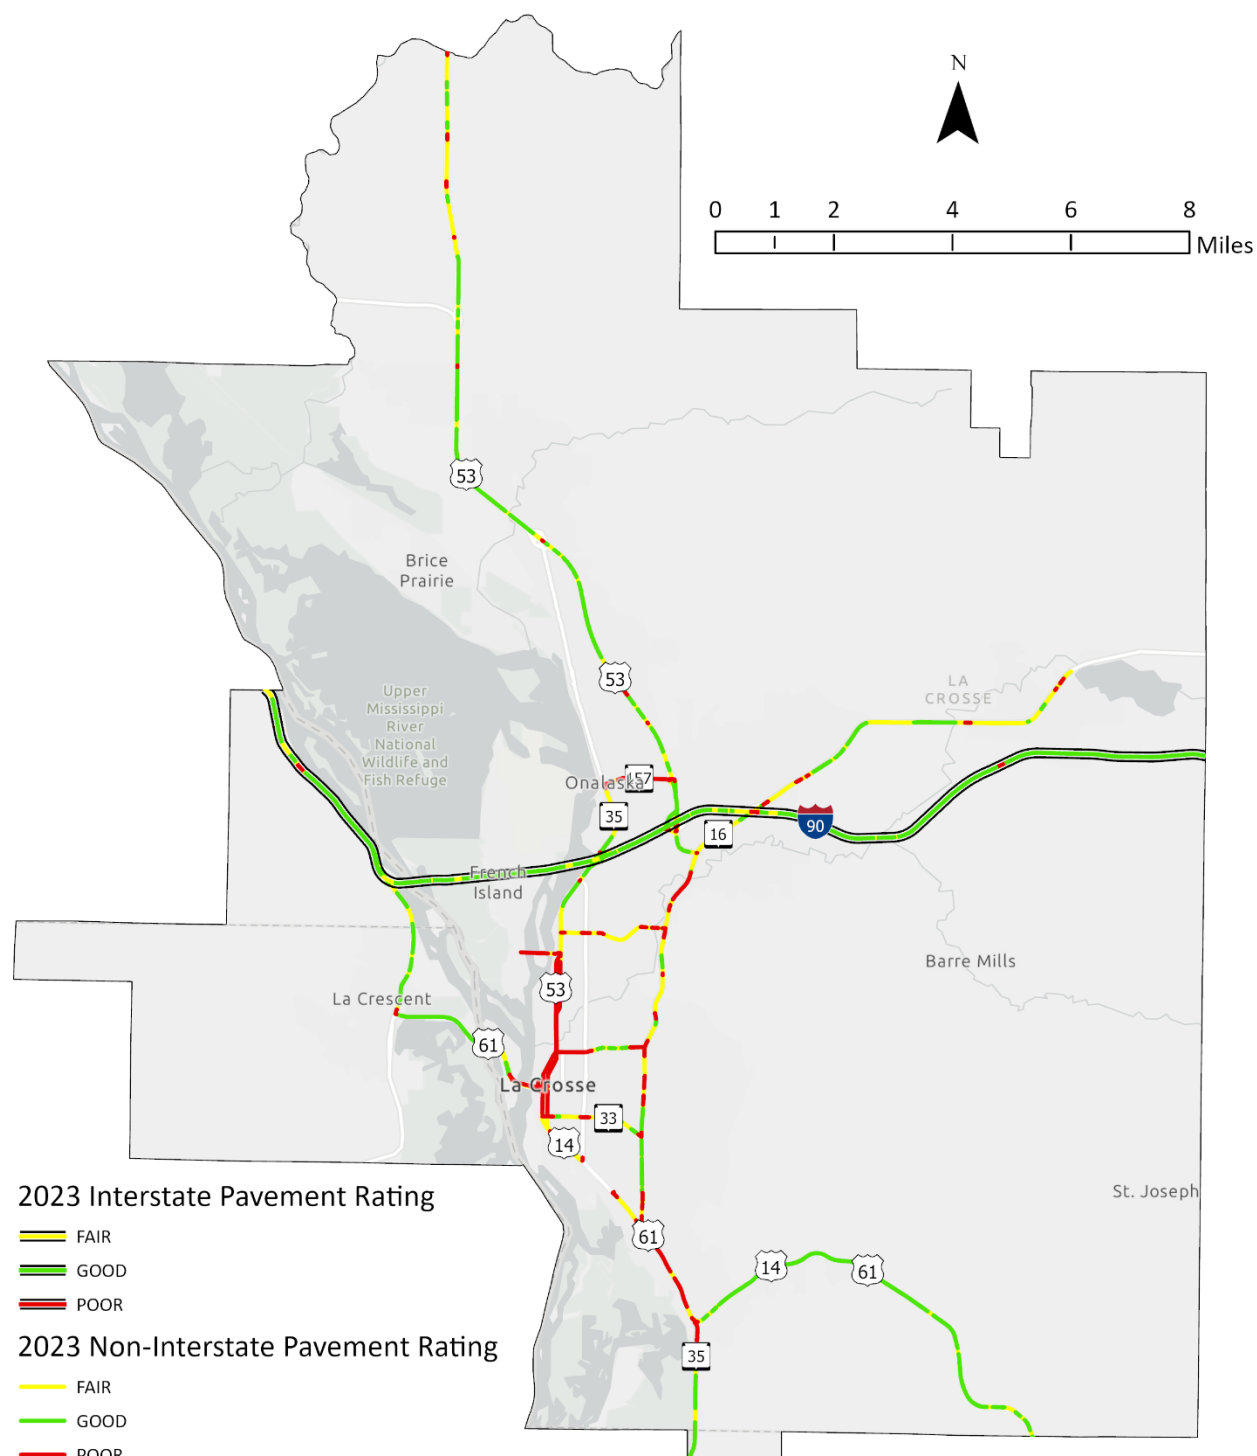 N
0 1 2 4 6 8
Miles
53
Brice
Prairie
53
LA
CROSSE
Upper
Mississippi
River
National
Wildlife and
Fish Refuge
Onalaska
157
35
90
16
French
Island
Barre Mills
53
La Crescent
61
La Crosse
33
14
2023 Interstate Pavement Rating
FAIR
GOOD
POOR
St. Joseph
61
14
61
2023 Non-Interstate Pavement Rating
35
FAIR
GOOD
POOR